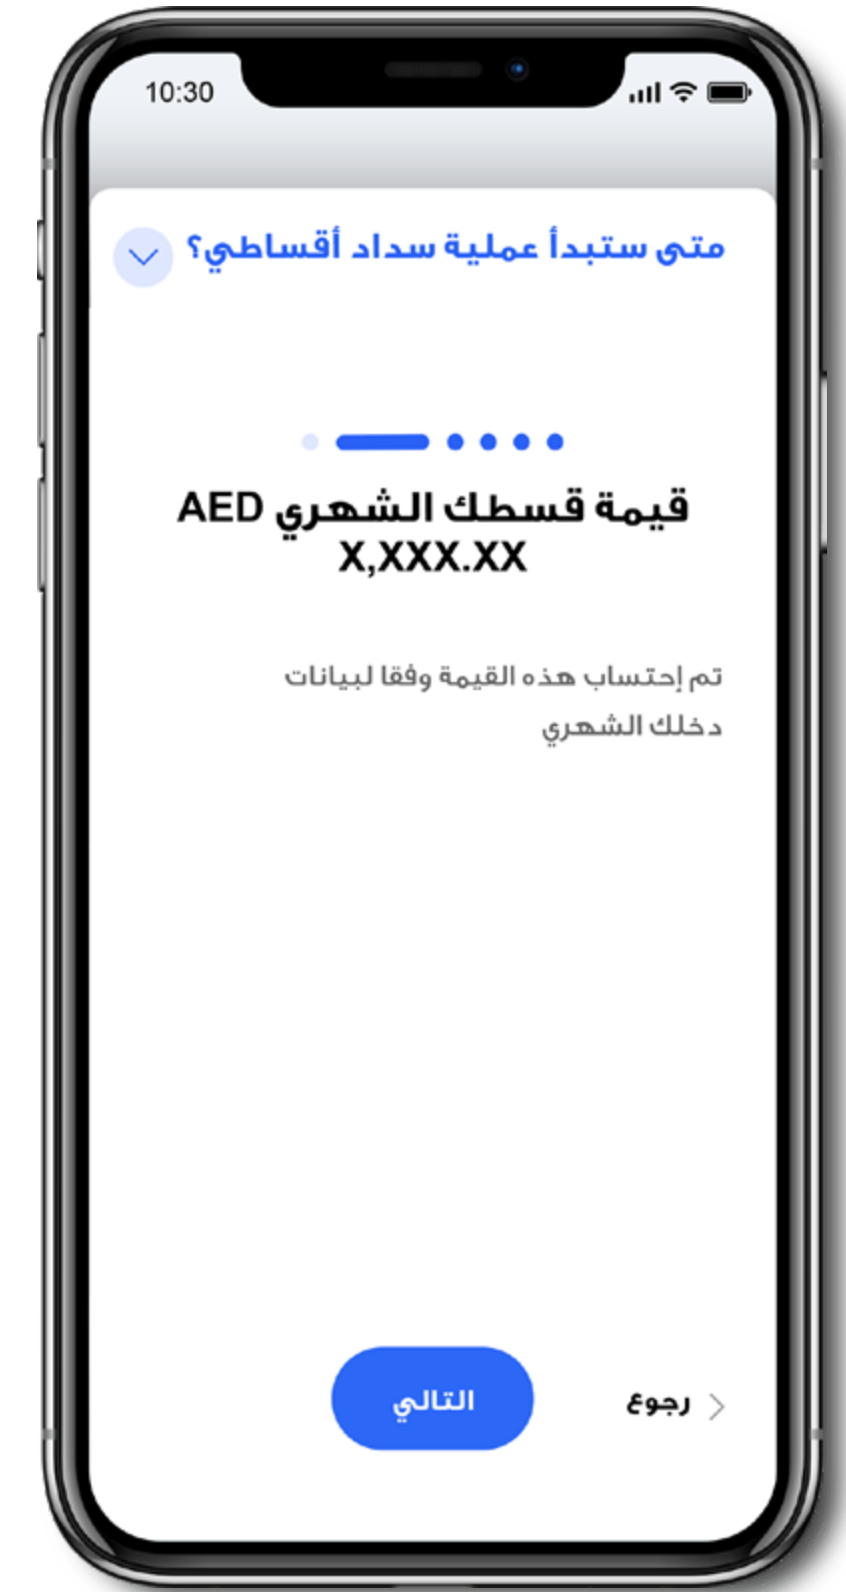 10:30
متى ستبدأ عملية سداد أقساطي؟
قيمة قسطك الشهري AED
X,XXX.XX
تم إحتساب هذه القيمة وفقا لبيانات
دخلك الشهري
رجوع
التالي